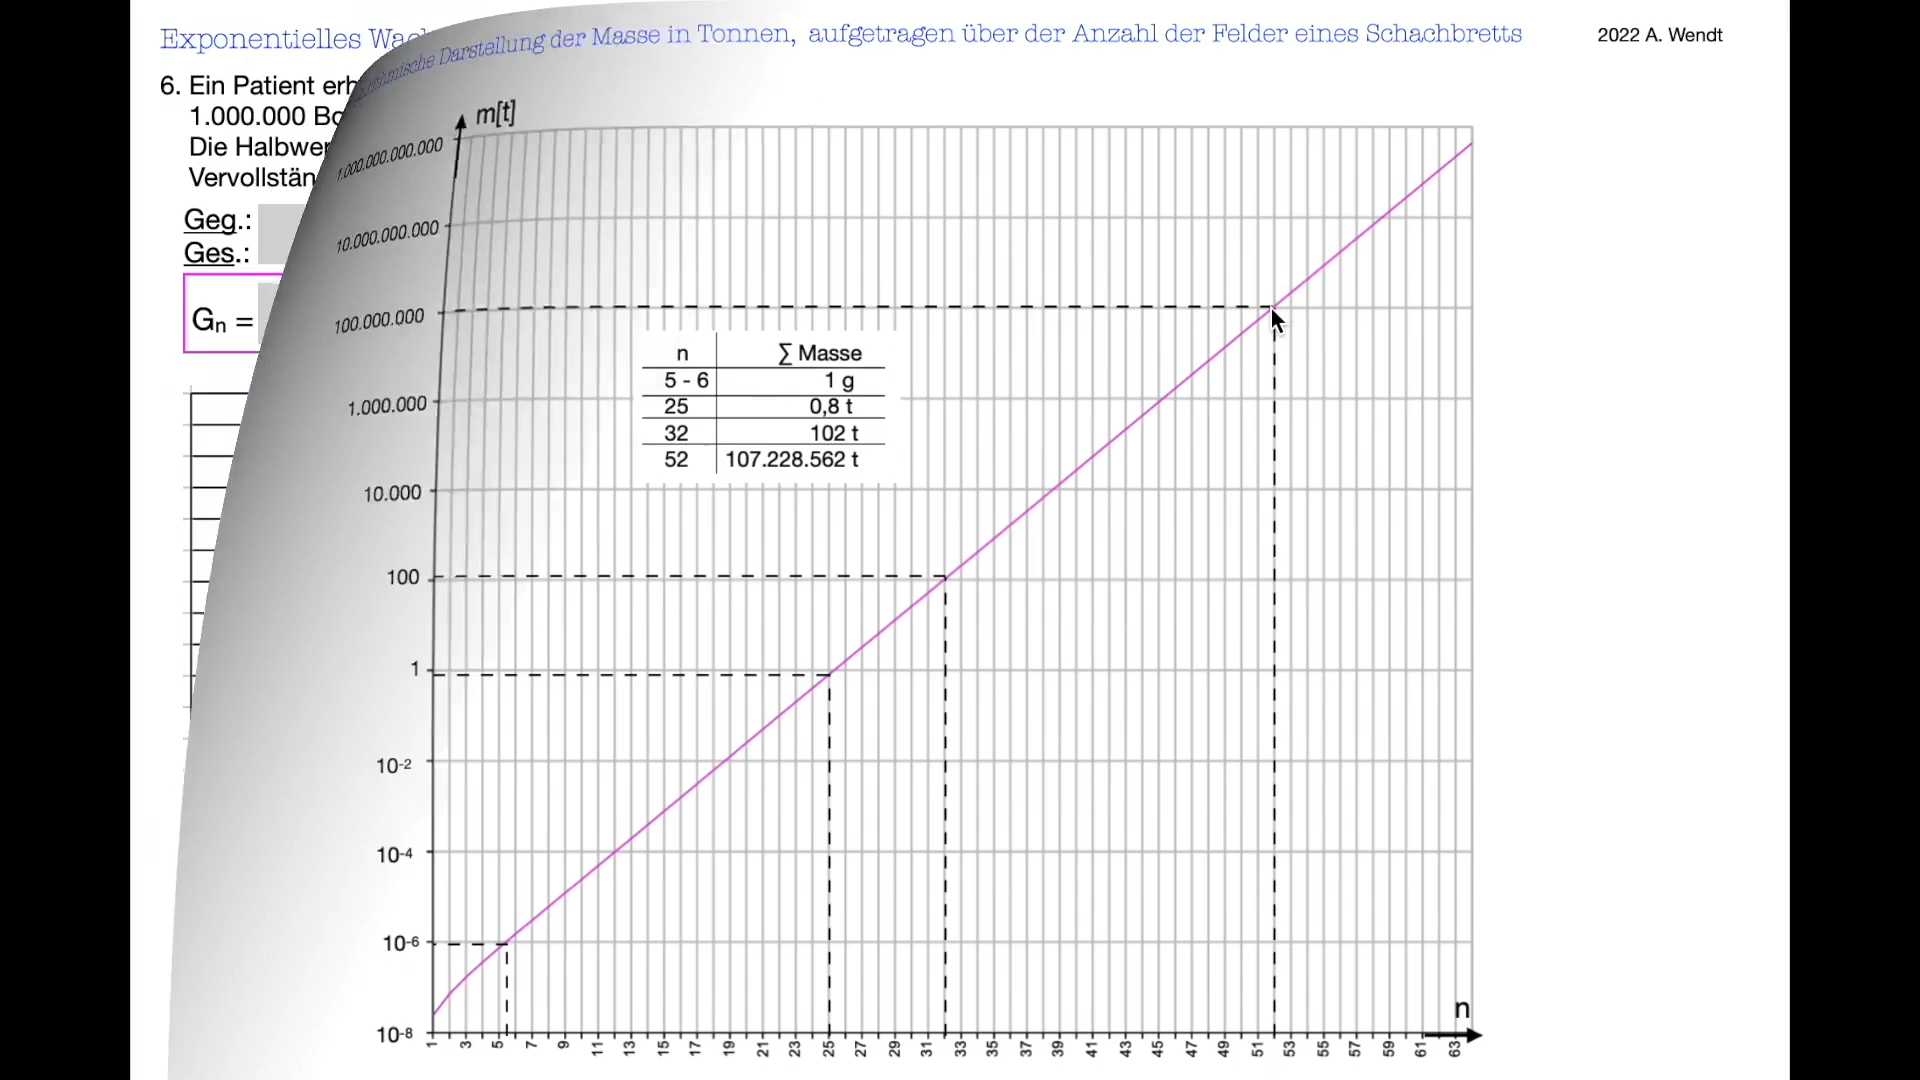 Exponentielles
Darstellung der Masse in Tonnen, aufgetragen über der Anzahl der Felder eines Schachbretts
2022 A. Wendt
6. Ein Patient
1.000.000
Die
Geg.:
Ges.:
Gn =
m[t]
1.000.000.000.000
10.000.000.000
100.000.000
1.000.000
10.000
100
1
10-2
10-4
10-6
10-8
n ∑ Masse
5 - 6 1 g
25 0,8 t
32 102 t
52 107.228.562 t
n
1 3 5 7 9 11 13 15 17 19 21 23 25 27 29 31 33 35 37 39 41 43 45 47 49 51 53 55 57 59 61 63